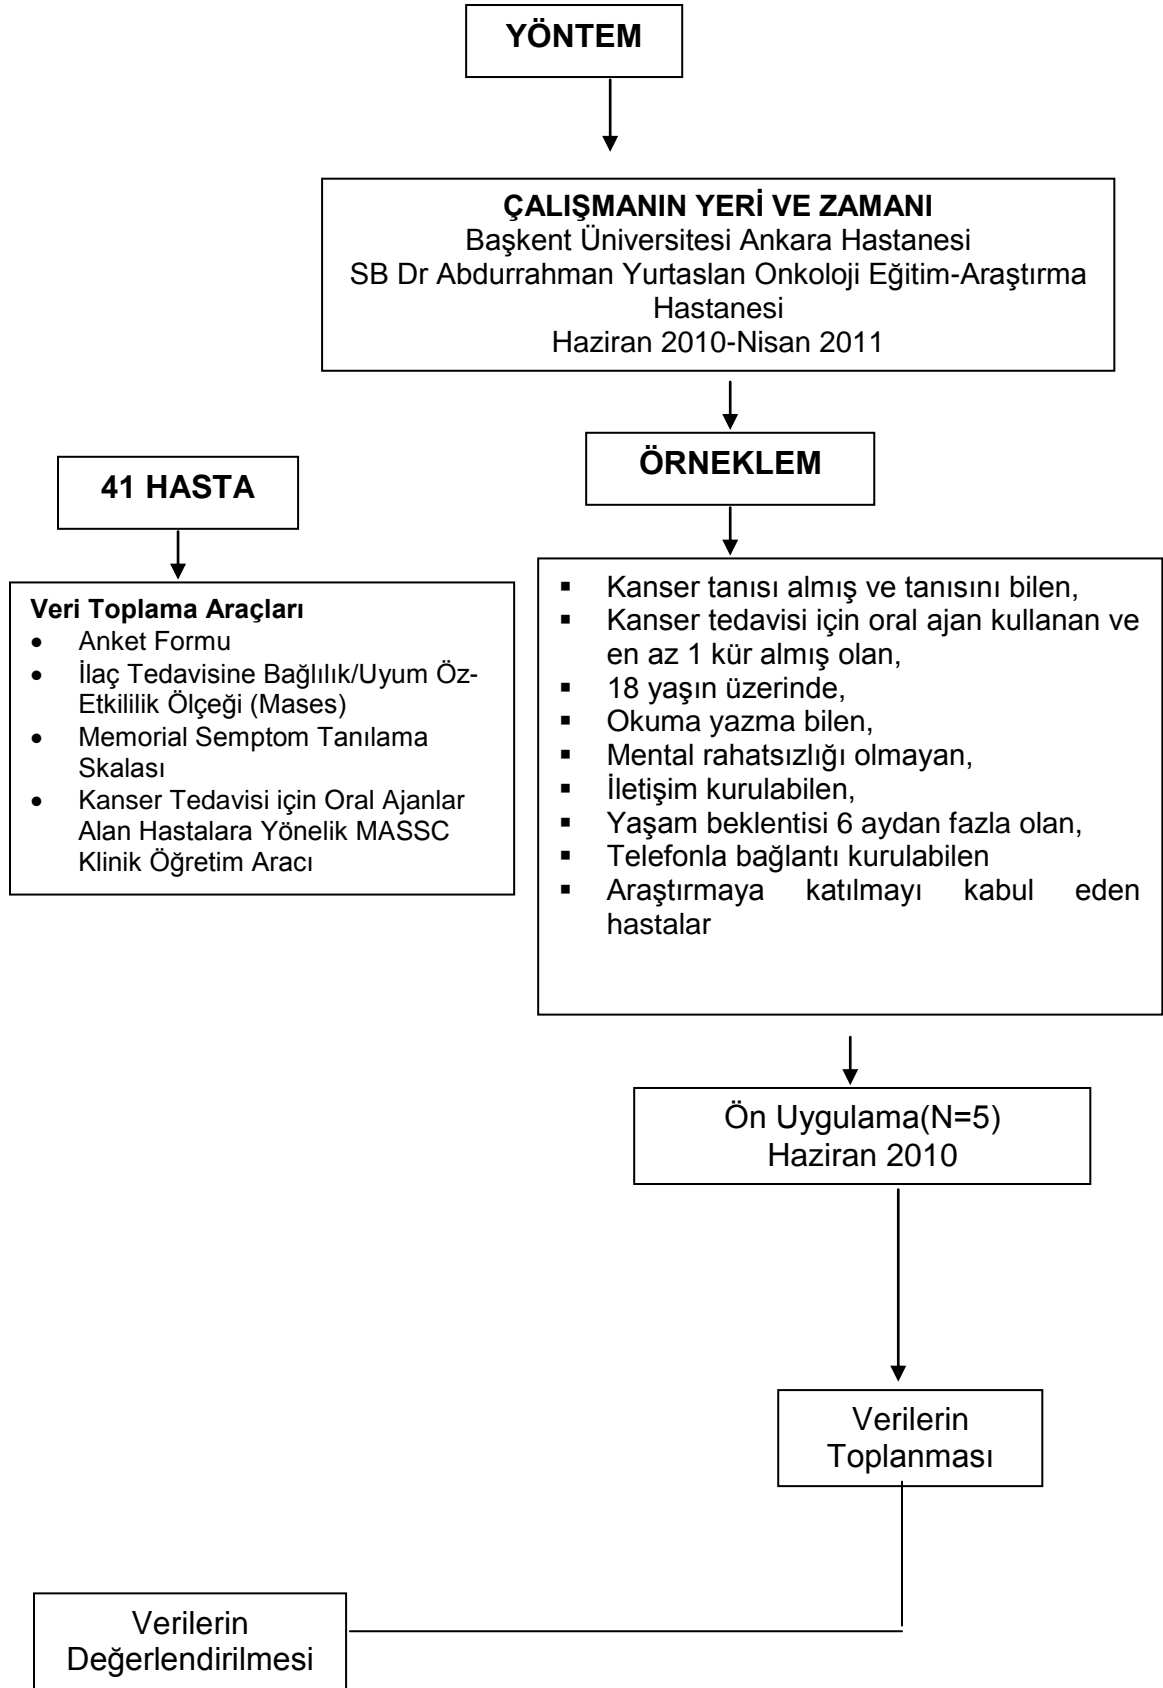 YÖNTEM
ÇALIŞMANIN YERİ VE ZAMANI
Başkent Üniversitesi Ankara Hastanesi
SB Dr Abdurrahman Yurtaslan Onkoloji Eğitim-Araştırma
Hastanesi
Haziran 2010-Nisan 2011
ÖRNEKLEM
41 HASTA
Veri Toplama Araçları
• Anket Formu
• İlaç Tedavisine Bağlılık/Uyum Öz-
Etkililik Ölçeği (Mases)
• Memorial Semptom Tanılama
Skalası
• Kanser Tedavisi için Oral Ajanlar
Alan Hastalara Yönelik MASSC
Klinik Öğretim Aracı
▪ Kanser tanısı almış ve tanısını bilen,
▪ Kanser tedavisi için oral ajan kullanan ve
en az 1 kür almış olan,
▪ 18 yaşın üzerinde,
▪ Okuma yazma bilen,
▪ Mental rahatsızlığı olmayan,
▪ İletişim kurulabilen,
▪ Yaşam beklentisi 6 aydan fazla olan,
▪ Telefonla bağlantı kurulabilen
▪ Araştırmaya katılmayı kabul eden
hastalar
Ön Uygulama(N=5)
Haziran 2010
Verilerin
Toplanması
Verilerin
Değerlendirilmesi